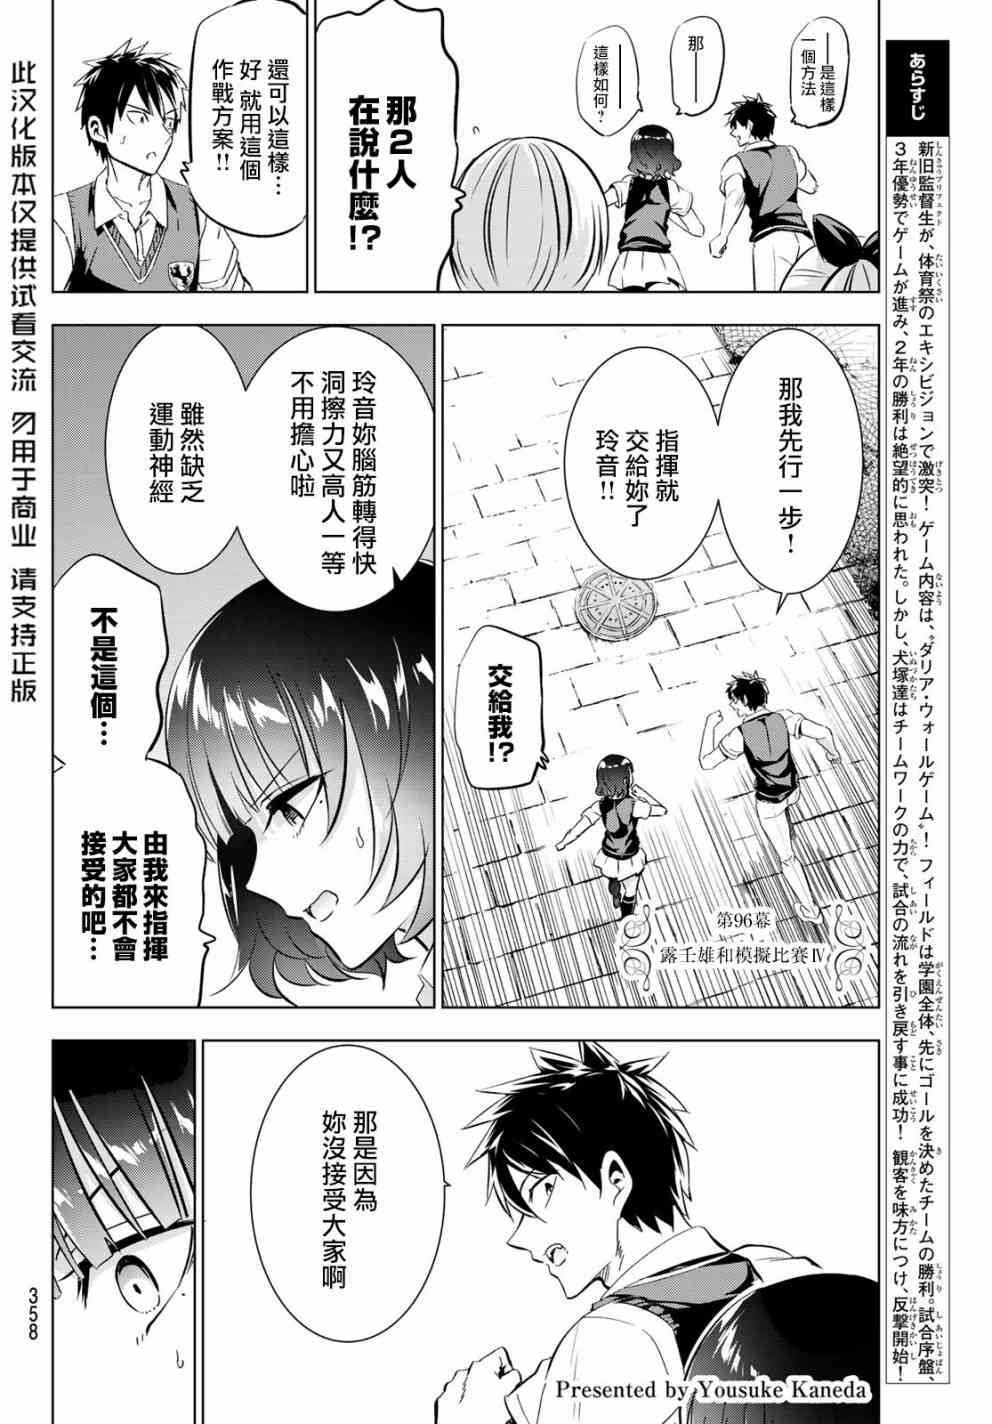 あらすじ
新旧監督生が、体育祭のエキシビジョンで激突！ ゲーム内容は、〝ダリア・ウォールゲーム〟！ フィールドは学園全体、先にゴールを決めたチームの勝利。試合序盤、
3年優勢でゲームが進み、2年の勝利は絶望的に思われた。しかし、犬塚達はチームワークの力で、試合の流れを引き戻す事に成功！ 観客を味方につけ、反撃開始！
——是這樣
一個方法
那——
這樣如何？
那2人
在說什麼!?
還可以這樣…
好 就用這個
作戰方案!!
那我先行一步！
指揮就
交給妳了
玲音!!
交給我!?
第96幕
露壬雄和模擬比賽Ⅳ
玲音妳腦筋轉得快
洞擦力又高人一等
不用擔心啦
雖然缺乏
運動神經
不是這個…
由我來指揮
大家都不會
接受的吧…
那是因為
妳沒接受大家啊
Presented by Yousuke Kaneda
此汉化版本仅提供试看交流 勿用于商业 请支持正版
358